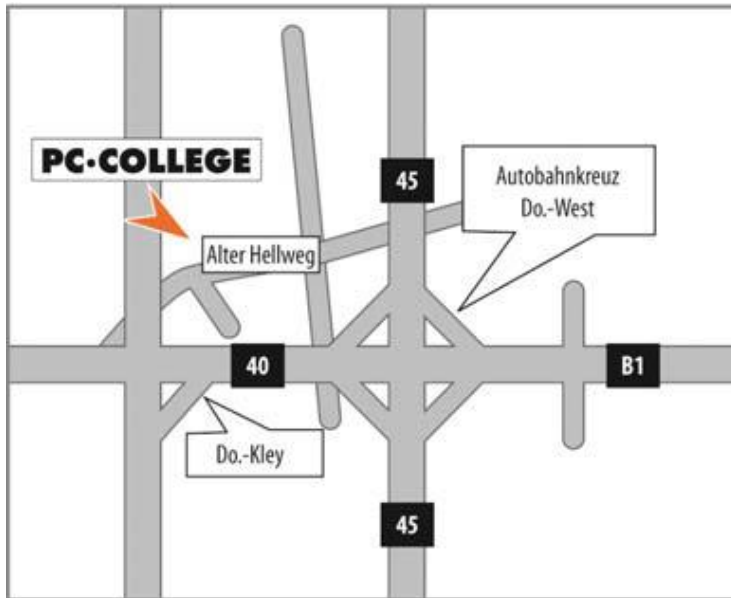 PC·COLLEGE
45
Autobahnkreuz
Do.-West
Alter Hellweg
40
B1
Do.-Kley
45